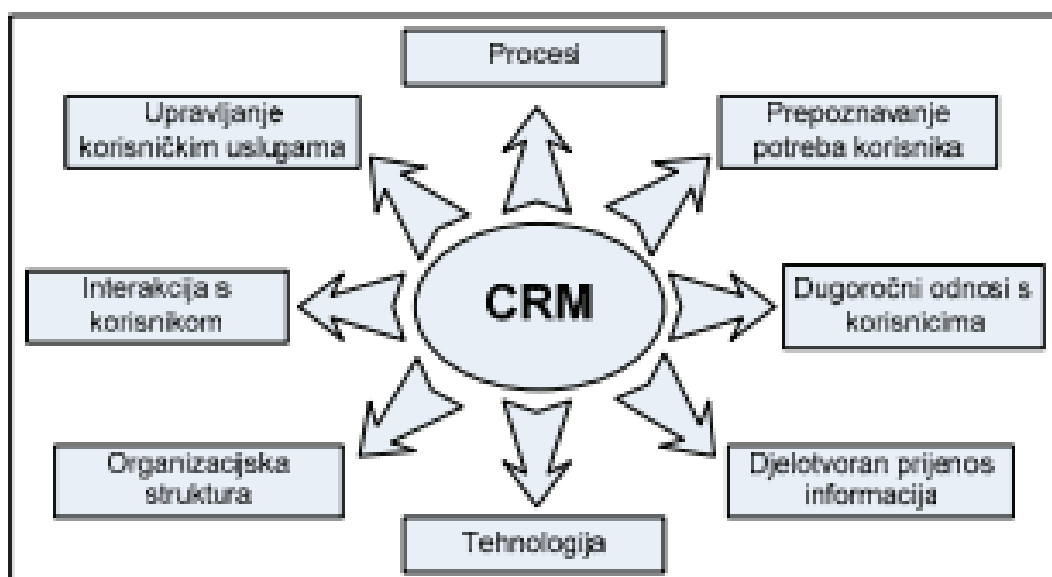 Procesi
Upravljanje
korisničkim uslugama
Prepoznavanje
potreba korisnika
Interakcija s
korisnikom
CRM
Dugoročni odnosi s
korisnicima
Organizacijska
struktura
Djelotvoran prijenos
informacija
Tehnologija